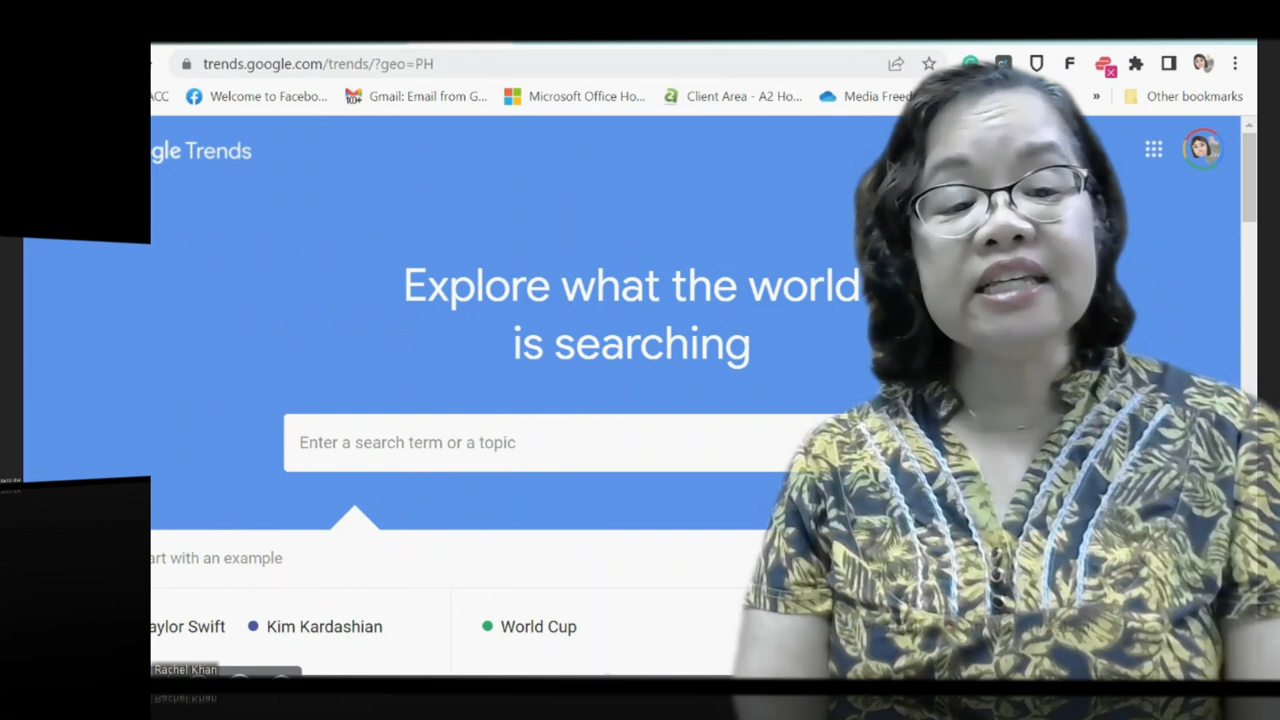 trends.google.com/trends/?geo=PH
ACC Welcome to Facebo... Gmail: Email from G... Microsoft Office Ho... Client Area - A2 Ho... Media Freed » Other bookmarks
gle Trends
Explore what the world
is searching
Enter a search term or a topic
art with an example
aylor Swift Kim Kardashian World Cup
Rachel Khan
Rachel Khan